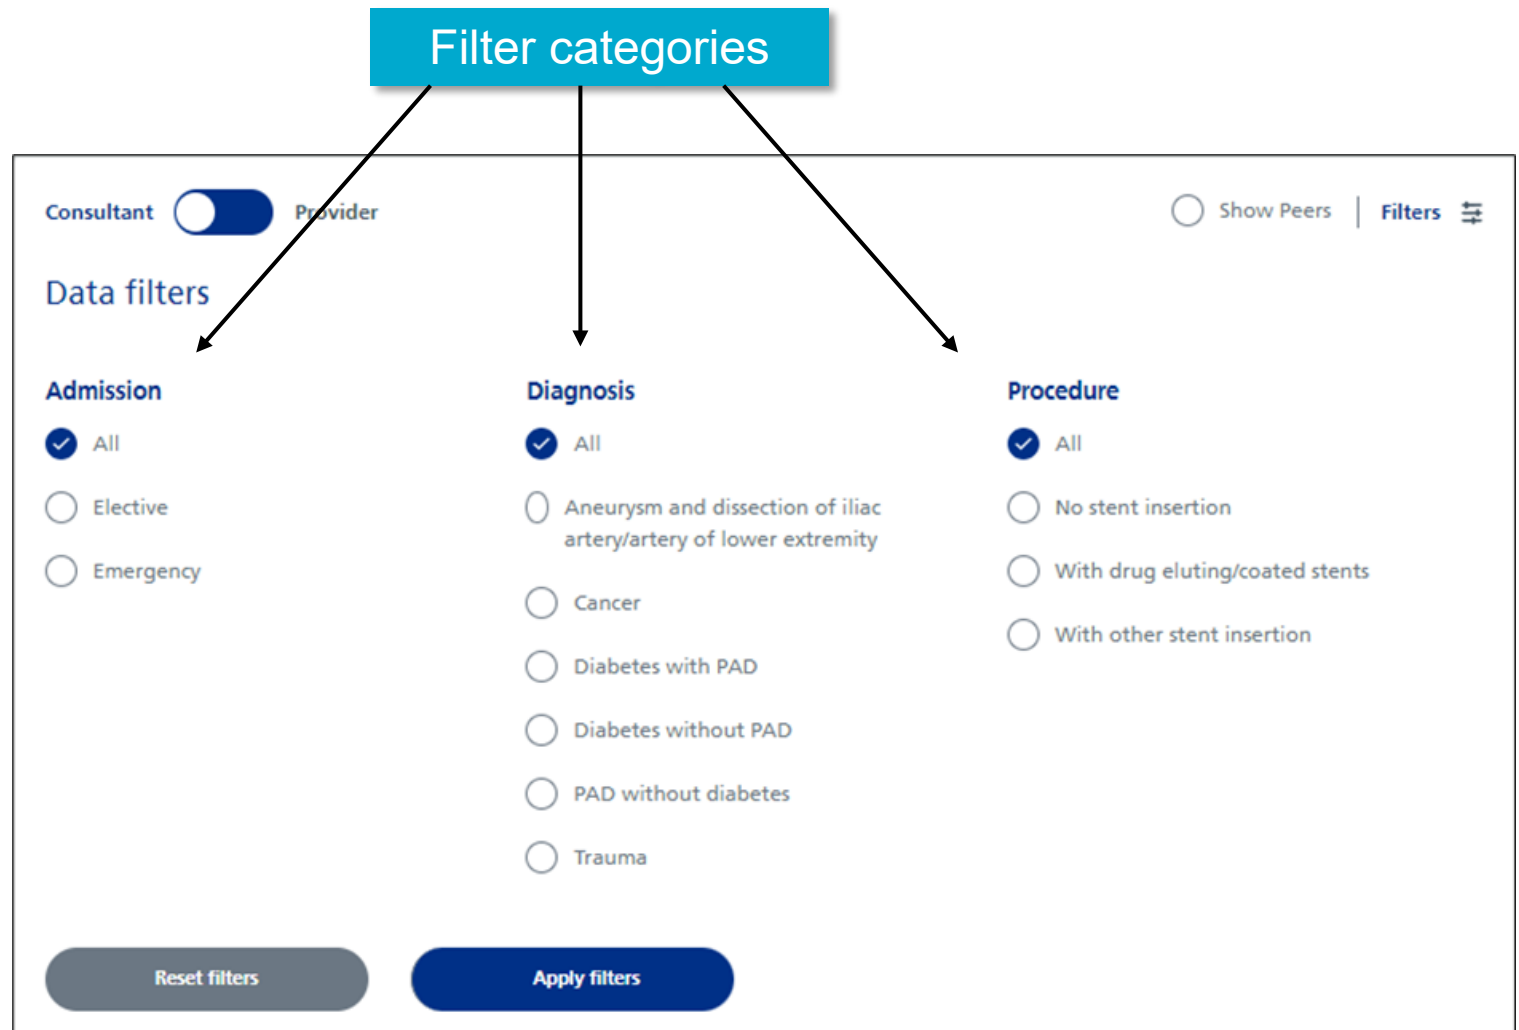 Filter categories
Consultant Provider
Show Peers | Filters
Data filters
Admission
All
Elective
Emergency
Diagnosis
All
Aneurysm and dissection of iliac
artery/artery of lower extremity
Cancer
Diabetes with PAD
Diabetes without PAD
PAD without diabetes
Trauma
Procedure
All
No stent insertion
With drug eluting/coated stents
With other stent insertion
Reset filters
Apply filters